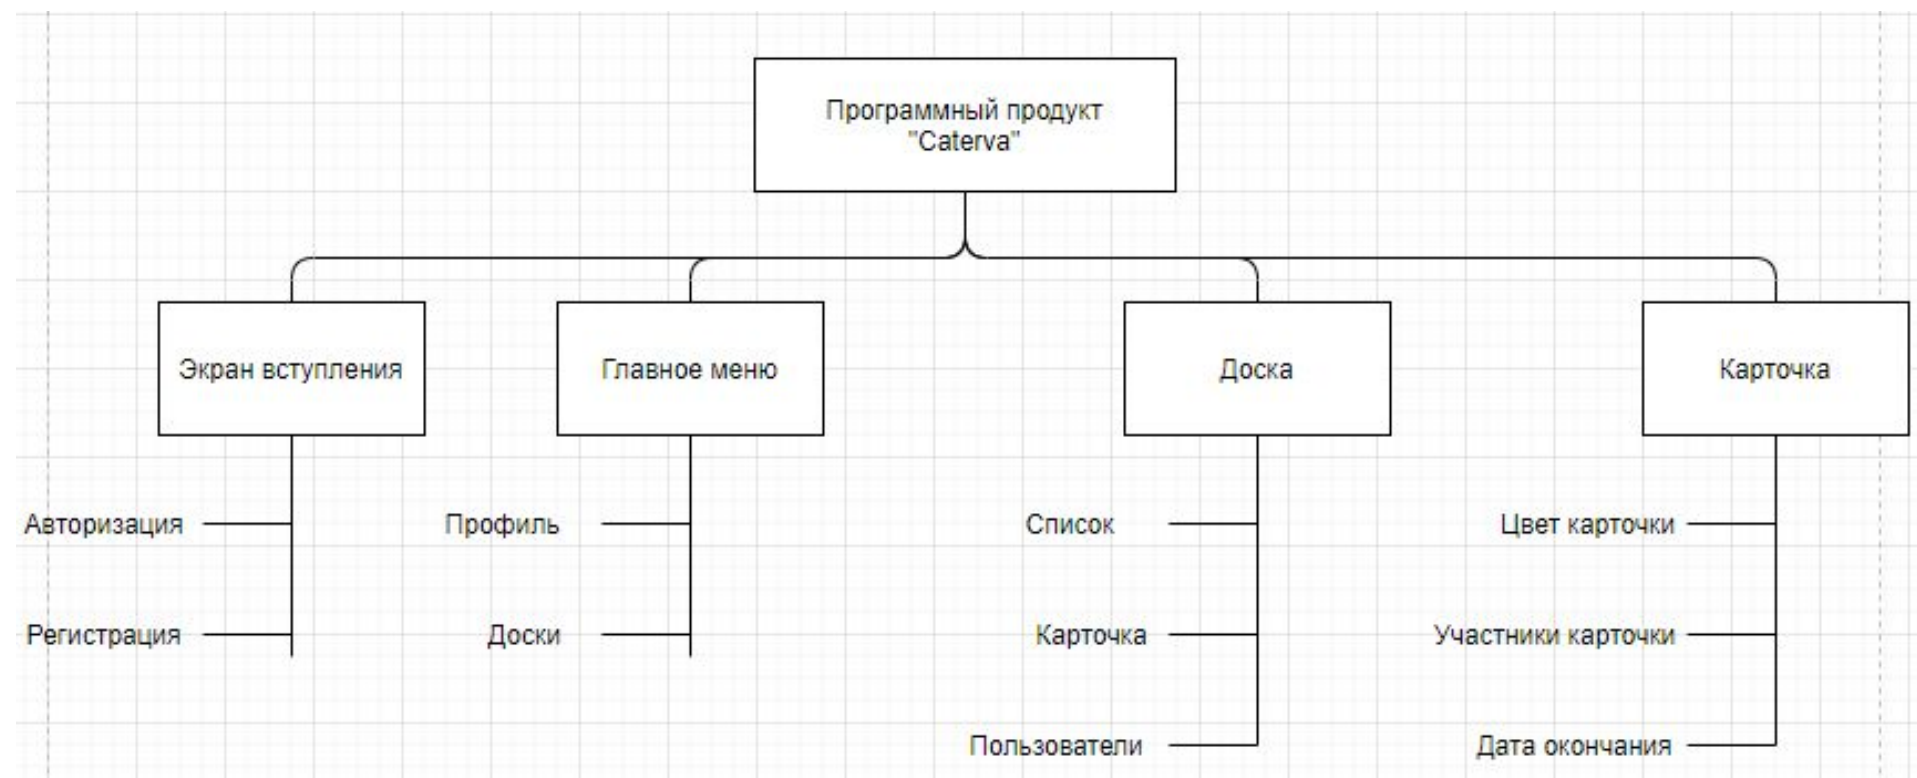 Программный продукт
"Caterva"
Экран вступления
Главное меню
Доска
Карточка
Авторизация
Профиль
Список
Цвет карточки
Регистрация
Доски
Карточка
Участники карточки
Пользователи
Дата окончания